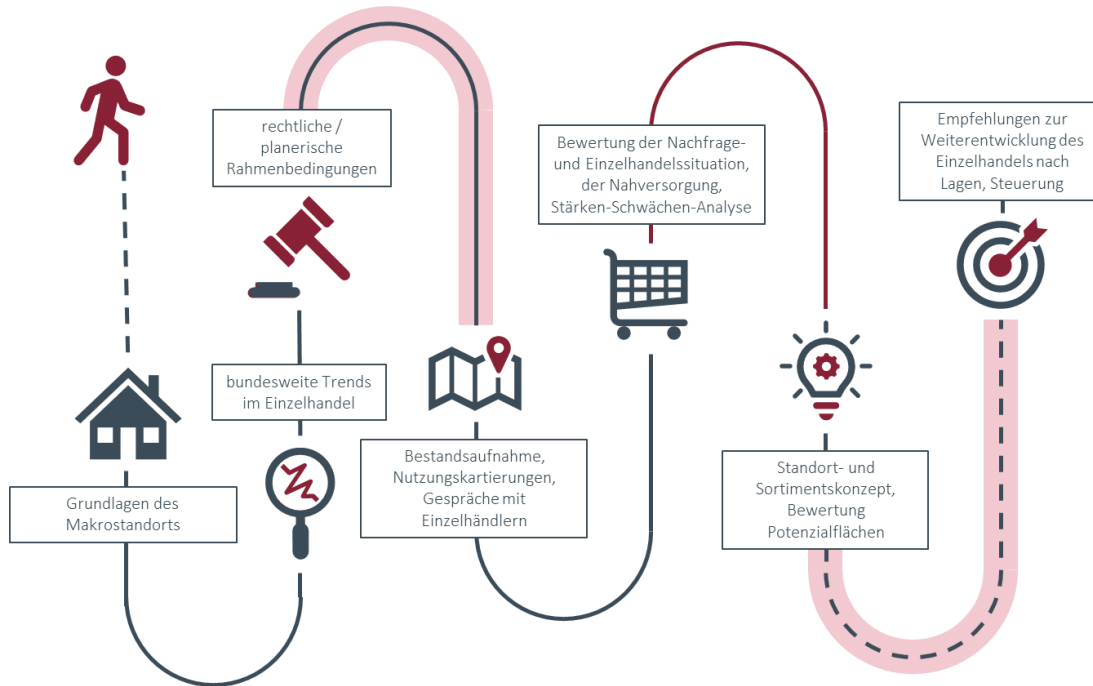 Grundlagen des
Makrostandorts
bundesweite Trends
im Einzelhandel
rechtliche /
planerische
Rahmenbedingungen
Bestandsaufnahme,
Nutzungskartierungen,
Gespräche mit
Einzelhändlern
Bewertung der Nachfrage-
und Einzelhandelssituation,
der Nahversorgung,
Stärken-Schwächen-Analyse
Standort- und
Sortimentskonzept,
Bewertung
Potenzialflächen
Empfehlungen zur
Weiterentwicklung des
Einzelhandels nach
Lagen, Steuerung